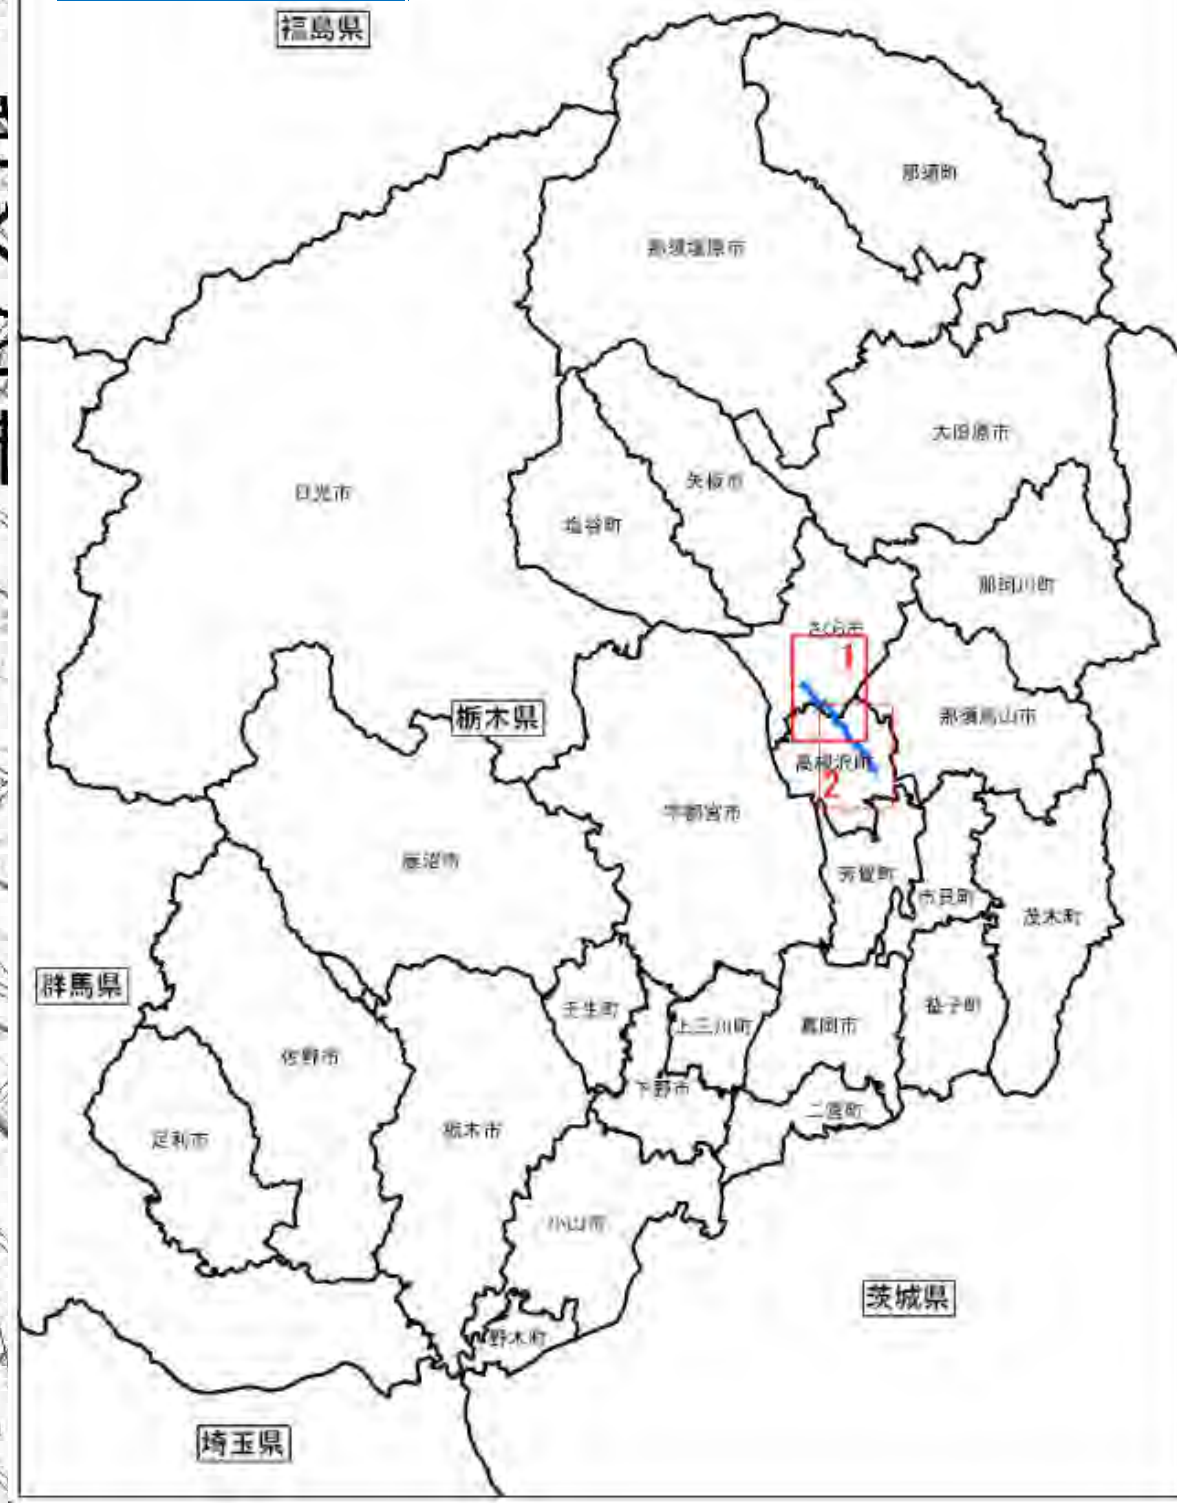 福島県
那須町
那須塩原市
大田原市
矢板市
日光市
塩谷町
那珂川町
さくら市
1
栃木県
那須烏山市
高根沢町
2
宇都宮市
鹿沼市
芳賀町
市貝町
茂木町
群馬県
壬生町
益子町
上三川町
真岡市
佐野市
下野市
二宮町
足利市
栃木市
小山市
茨城県
野木町
埼玉県